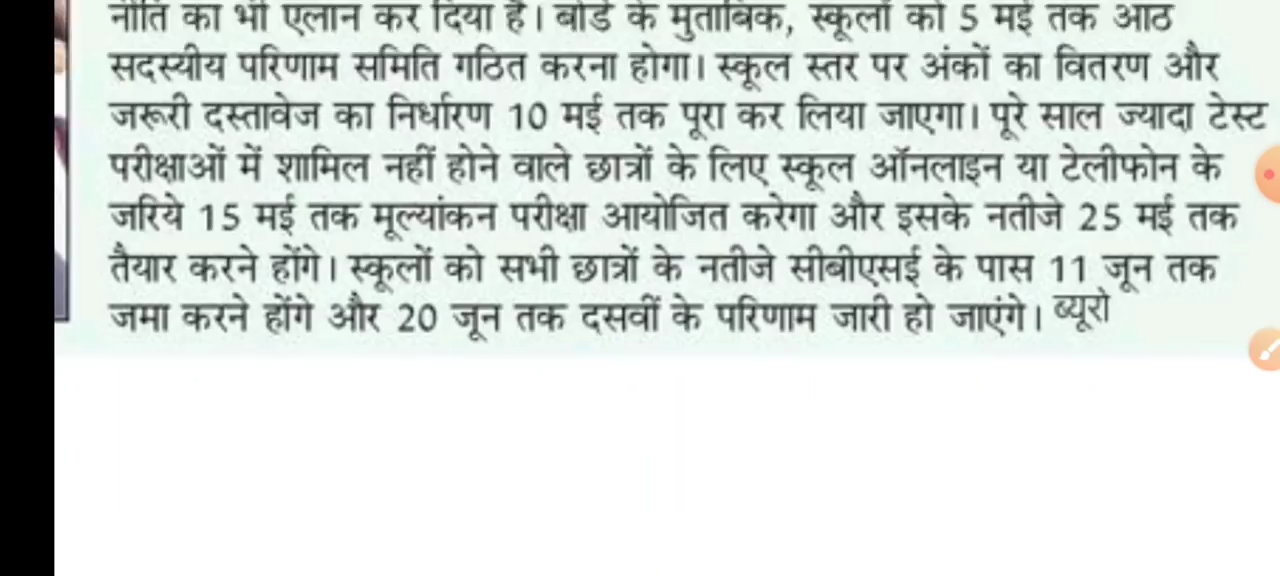 नीति का भी एलान कर दिया है। बोर्ड के मुताबिक, स्कूलों को 5 मई तक आठ
सदस्यीय परिणाम समिति गठित करना होगा। स्कूल स्तर पर अंकों का वितरण और
जरूरी दस्तावेज का निर्धारण 10 मई तक पूरा कर लिया जाएगा। पूरे साल ज्यादा टेस्ट
परीक्षाओं में शामिल नहीं होने वाले छात्रों के लिए स्कूल ऑनलाइन या टेलीफोन के
जरिये 15 मई तक मूल्यांकन परीक्षा आयोजित करेगा और इसके नतीजे 25 मई तक
तैयार करने होंगे। स्कूलों को सभी छात्रों के नतीजे सीबीएसई के पास 11 जून तक
जमा करने होंगे और 20 जून तक दसवीं के परिणाम जारी हो जाएंगे। ब्यूरो